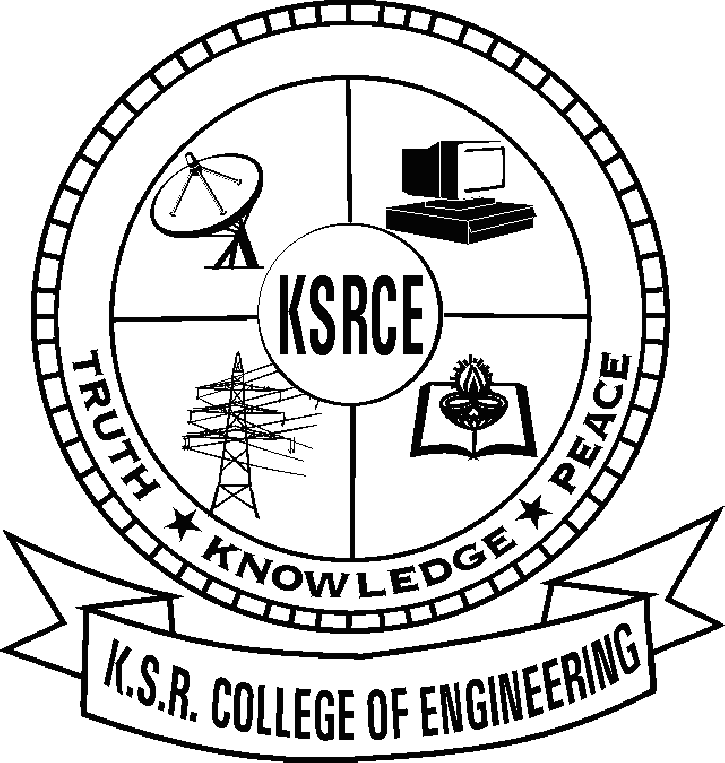 KSRCE
TRUTH ★ KNOWLEDGE ★ PEACE
K.S.R. COLLEGE OF ENGINEERING